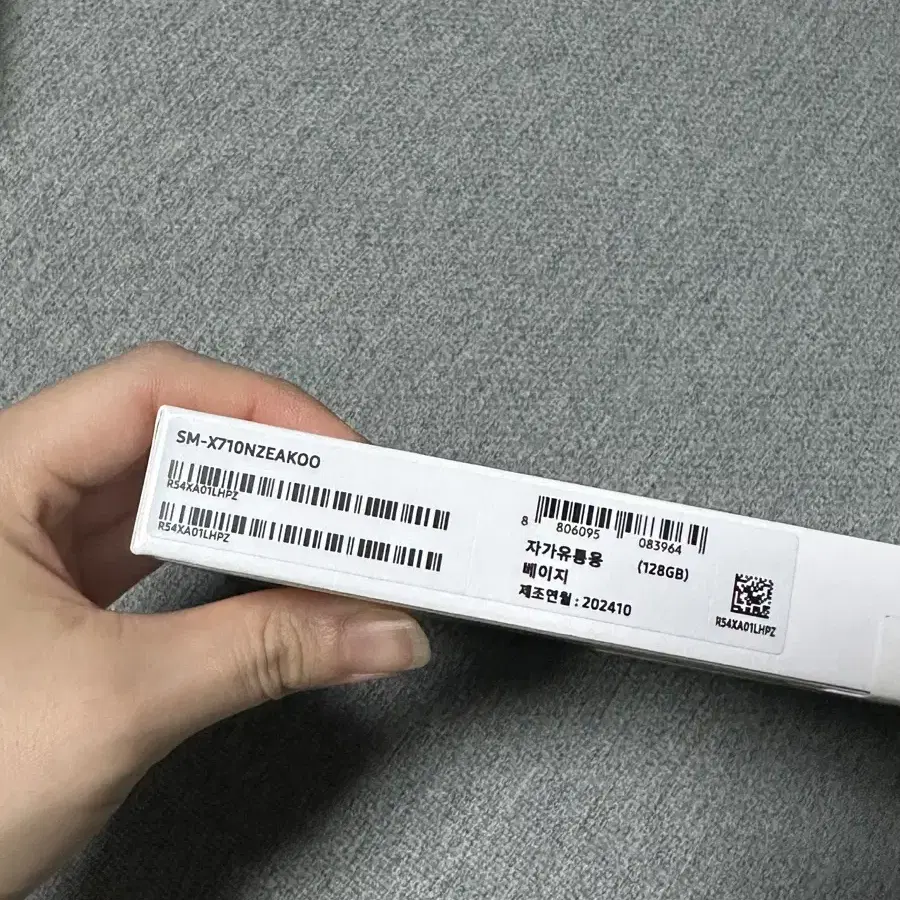 SM-X710NZEAKOO
R54XA01LHPZ
R54XA01LHPZ
8 806095 083964
자가유통용 (128GB)
베이지
제조연월 : 202410
R54XA01LHPZ